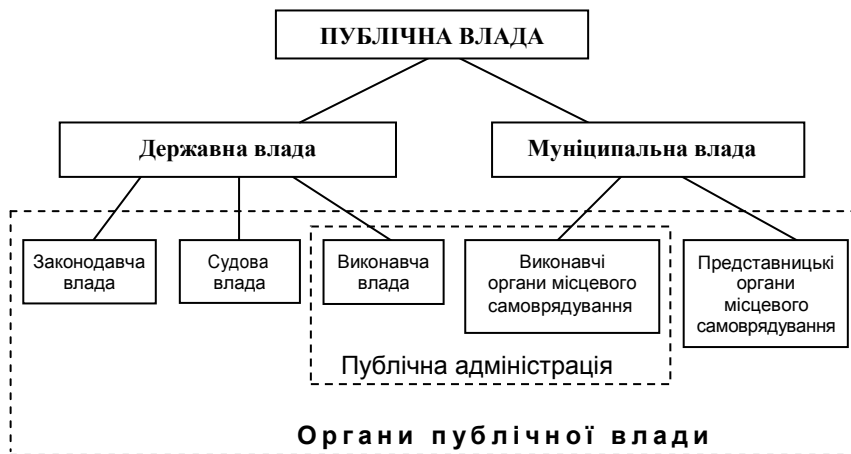 ПУБЛІЧНА ВЛАДА
Державна влада
Муніципальна влада
Законодавча
влада
Судова
влада
Виконавча
влада
Виконавчі
органи місцевого
самоврядування
Представницькі
органи
місцевого
самоврядування
Публічна адміністрація
Органи публічної влади